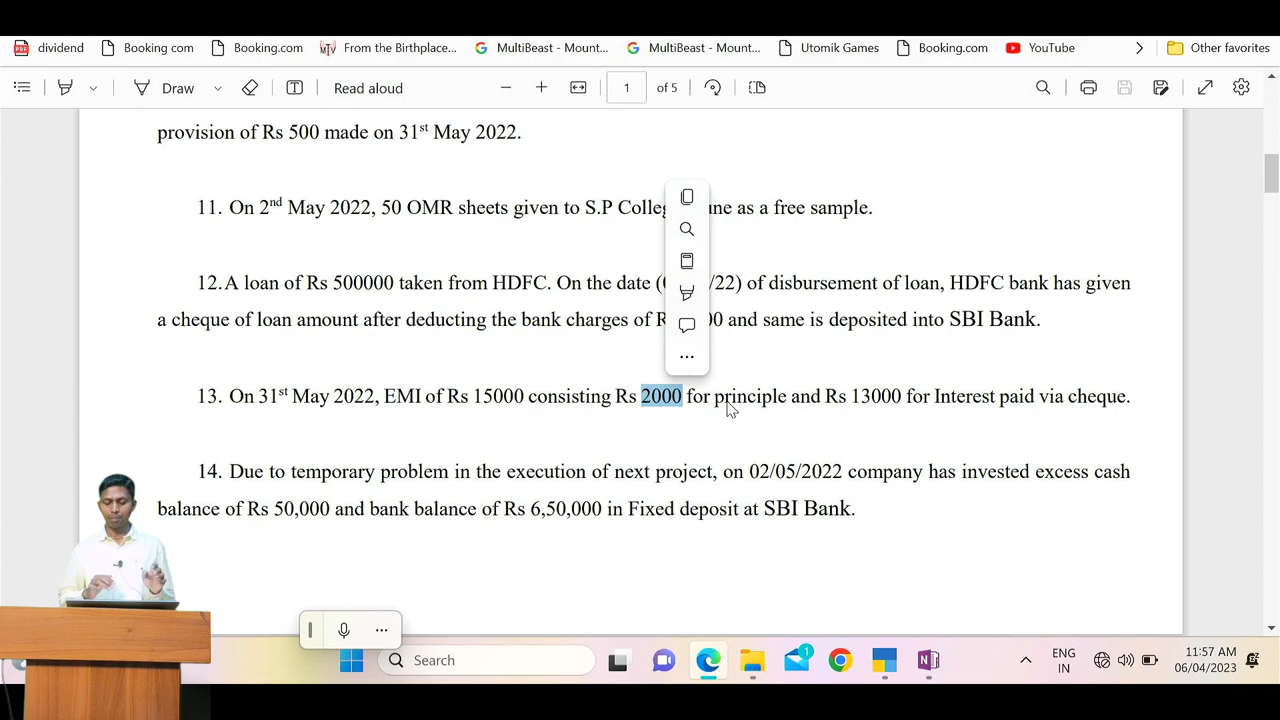 dividend Booking com Booking.com From the Birthplace... MultiBeast - Mount... MultiBeast - Mount... Utomik Games Booking.com YouTube Other favorites
Draw Read aloud 1 of 5
provision of Rs 500 made on 31st May 2022.
11. On 2nd May 2022, 50 OMR sheets given to S.P Colleg une as a free sample.
12.A loan of Rs 500000 taken from HDFC. On the date ( /22) of disbursement of loan, HDFC bank has given
a cheque of loan amount after deducting the bank charges of R 00 and same is deposited into SBI Bank.
13. On 31st May 2022, EMI of Rs 15000 consisting Rs 2000 for principle and Rs 13000 for Interest paid via cheque.
14. Due to temporary problem in the execution of next project, on 02/05/2022 company has invested excess cash
balance of Rs 50,000 and bank balance of Rs 6,50,000 in Fixed deposit at SBI Bank.
Search
1
ENG
IN
11:57 AM
06/04/2023